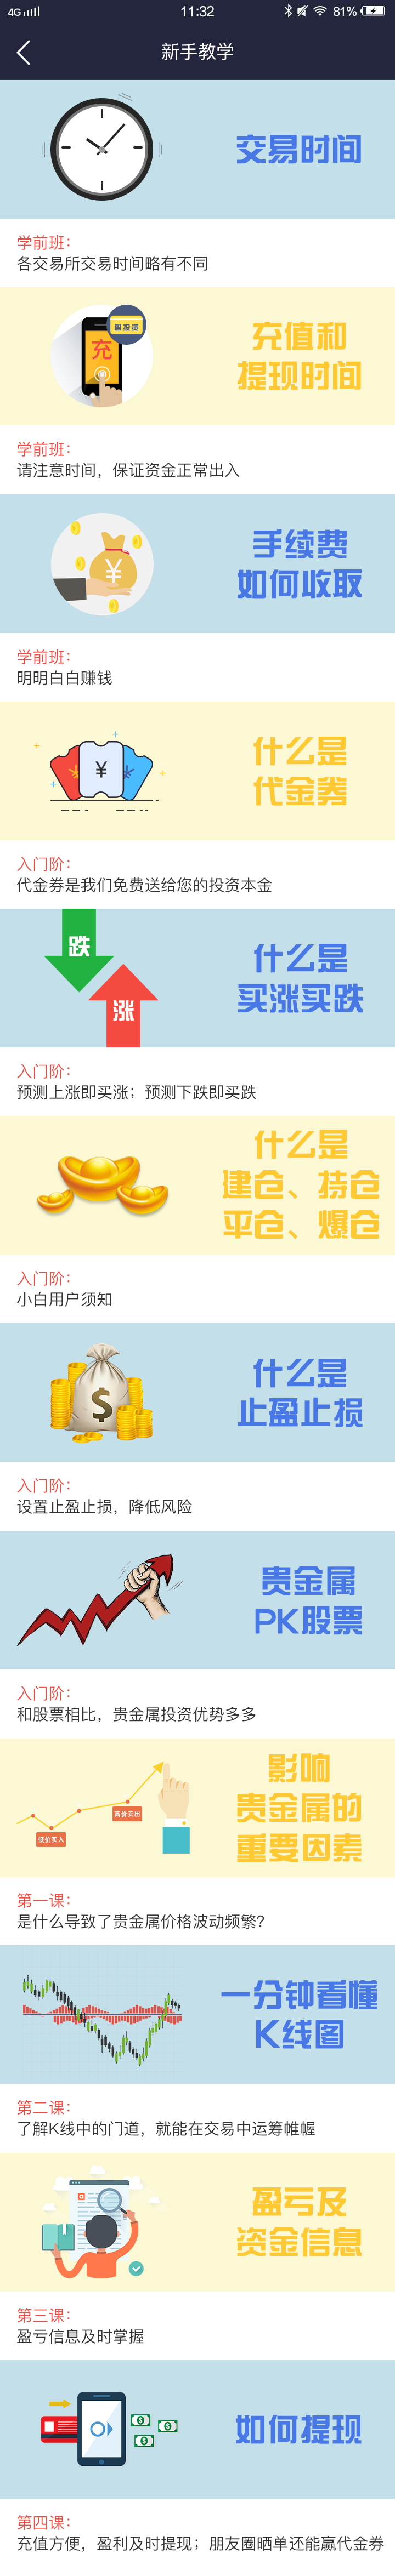 4G 11:32 81%
新手教学
交易时间
学前班：
各交易所交易时间略有不同
盈投资
充
充值和
提现时间
学前班：
请注意时间，保证资金正常出入
¥
手续费
如何收取
学前班：
明明白白赚钱
¥ ¥ ¥
什么是
代金券
入门阶：
代金券是我们免费送给您的投资本金
跌
涨
什么是
买涨买跌
入门阶：
预测上涨即买涨；预测下跌即买跌
什么是
建仓、持仓
平仓、爆仓
入门阶：
小白用户须知
$
什么是
止盈止损
入门阶：
设置止盈止损，降低风险
贵金属
PK股票
入门阶：
和股票相比，贵金属投资优势多多
低价买入
高价卖出
影响
贵金属的
重要因素
第一课：
是什么导致了贵金属价格波动频繁?
一分钟看懂
K线图
第二课：
了解K线中的门道，就能在交易中运筹帷幄
盈亏及
资金信息
第三课：
盈亏信息及时掌握
$ $
$
如何提现
第四课：
充值方便，盈利及时提现；朋友圈晒单还能赢代金券